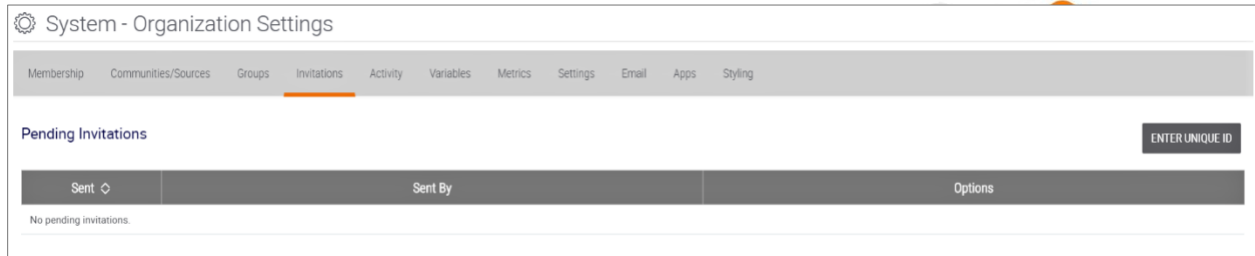 System - Organization Settings
Membership Communities/Sources Groups Invitations Activity Variables Metrics Settings Email Apps Styling
Pending Invitations
ENTER UNIQUE ID
Sent Sent By Options
No pending invitations.